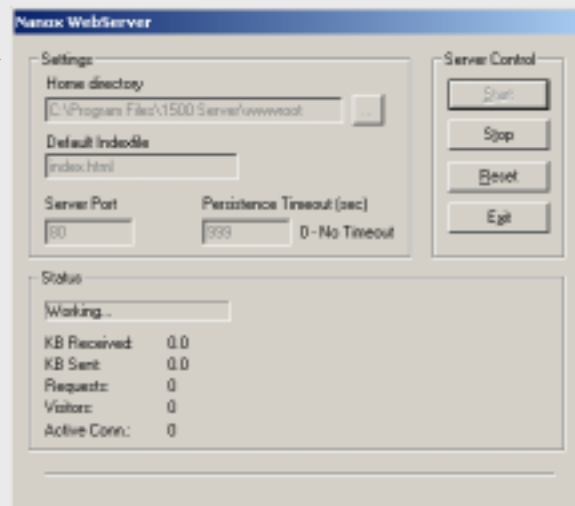 Nanox WebServer
Settings
Home directory
C:\Program Files\1500 Server\wwwroot
...
Default Indexfile
index.html
Server Port
Persistence Timeout (sec)
80
999
0 - No Timeout
Server Control
Start
Stop
Reset
Exit
Status
Working...
KB Received: 0.0
KB Sent: 0.0
Requests: 0
Visitors: 0
Active Conn.: 0